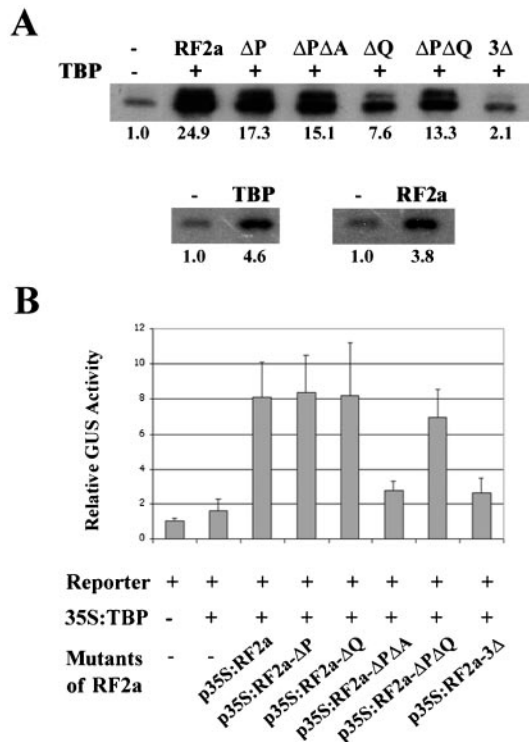 A
- RF2a ΔP ΔPΔA ΔQ ΔPΔQ 3Δ
TBP - + + + + + +
1.0 24.9 17.3 15.1 7.6 13.3 2.1
- TBP - RF2a
1.0 4.6 1.0 3.8
B
Relative GUS Activity
12
10
8
6
4
2
0
Reporter + + + + + + + +
35S:TBP - + + + + + + +
Mutants of RF2a - - p35S:RF2a p35S:RF2a-ΔP p35S:RF2a-ΔQ p35S:RF2a-ΔPΔA p35S:RF2a-ΔPΔQ p35S:RF2a-3Δ